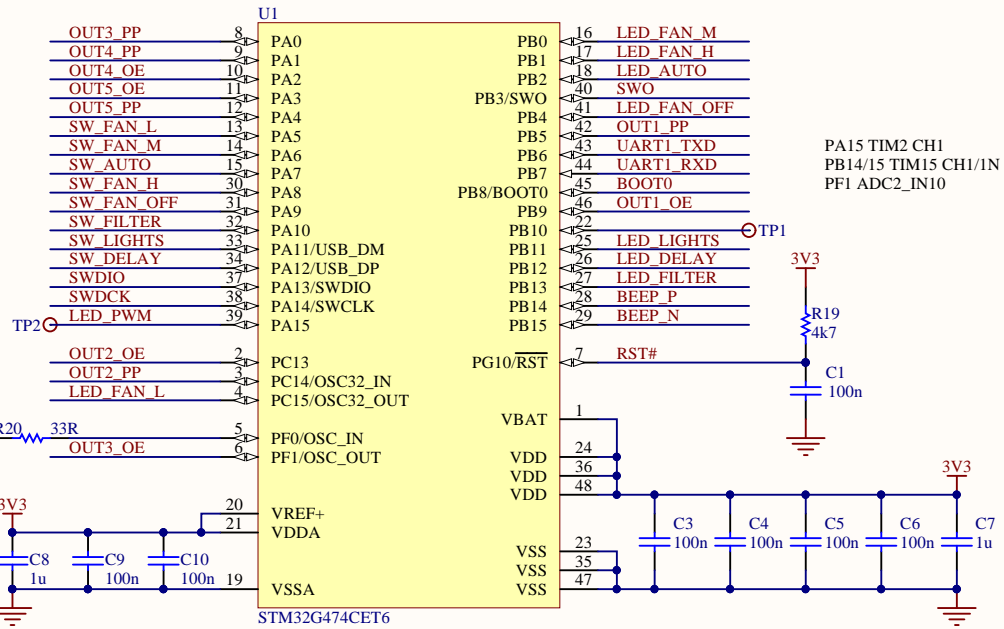 U1
OUT3_PP 8 PA0 PB0 16 LED_FAN_M
OUT4_PP 9 PA1 PB1 17 LED_FAN_H
OUT4_OE 10 PA2 PB2 18 LED_AUTO
OUT5_OE 11 PA3 PB3/SWO 40 SWO
OUT5_PP 12 PA4 PB4 41 LED_FAN_OFF
SW_FAN_L 13 PA5 PB5 42 OUT1_PP
SW_FAN_M 14 PA6 PB6 43 UART1_TXD
SW_AUTO 15 PA7 PB7 44 UART1_RXD
SW_FAN_H 30 PA8 PB8/BOOT0 45 BOOT0
SW_FAN_OFF 31 PA9 PB9 46 OUT1_OE
SW_FILTER 32 PA10 PB10 22 TP1
SW_LIGHTS 33 PA11/USB_DM PB11 25 LED_LIGHTS
SW_DELAY 34 PA12/USB_DP PB12 26 LED_DELAY
SWDIO 37 PA13/SWDIO PB13 27 LED_FILTER
SWDCK 38 PA14/SWCLK PB14 28 BEEP_P
TP2 LED_PWM 39 PA15 PB15 29 BEEP_N
PA15 TIM2 CH1
PB14/15 TIM15 CH1/1N
PF1 ADC2_IN10
3V3
R19
4k7
OUT2_OE 2 PC13 PG10/RST 7 RST#
OUT2_PP 3 PC14/OSC32_IN
LED_FAN_L 4 PC15/OSC32_OUT
C1
100n
VBAT 1
R20 33R 5 PF0/OSC_IN
OUT3_OE 6 PF1/OSC_OUT
VDD 24
VDD 36
VDD 48
3V3
3V3
20 VREF+
21 VDDA
C8
1u
C9
100n
C10
100n
19 VSSA
VSS 23
VSS 35
VSS 47
C3
100n
C4
100n
C5
100n
C6
100n
C7
1u
STM32G474CET6